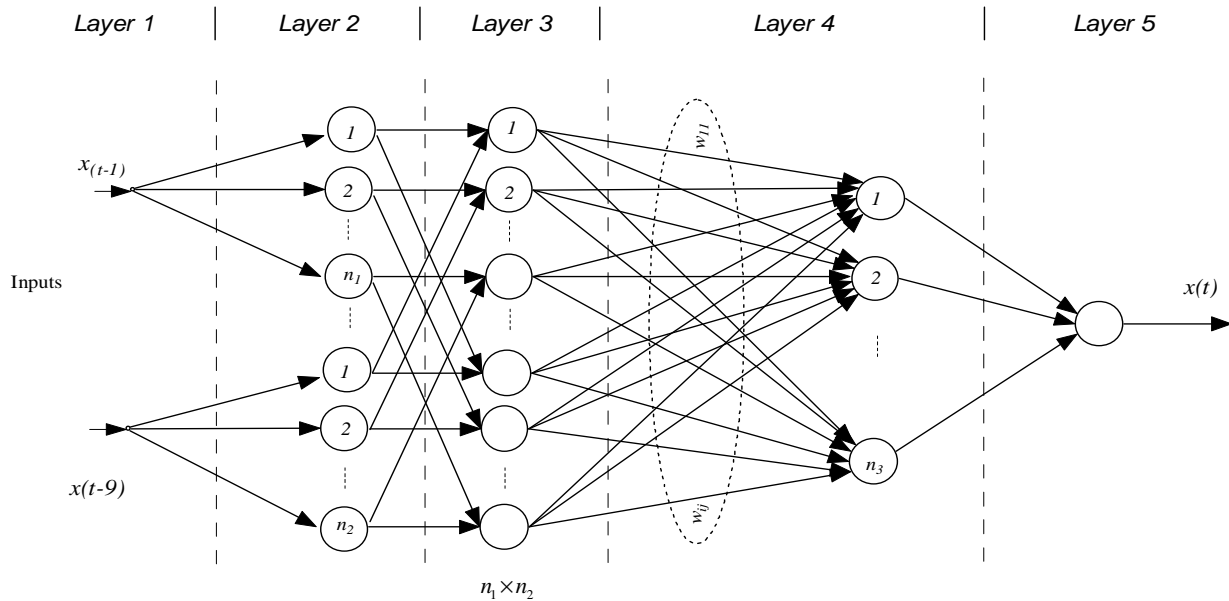 Layer 1 | Layer 2 | Layer 3 | Layer 4 | Layer 5
Inputs
x(t-1)
x(t-9)
1
2
n1
1
2
n2
1
2
n1×n2
w11
wij
1
2
n3
x(t)